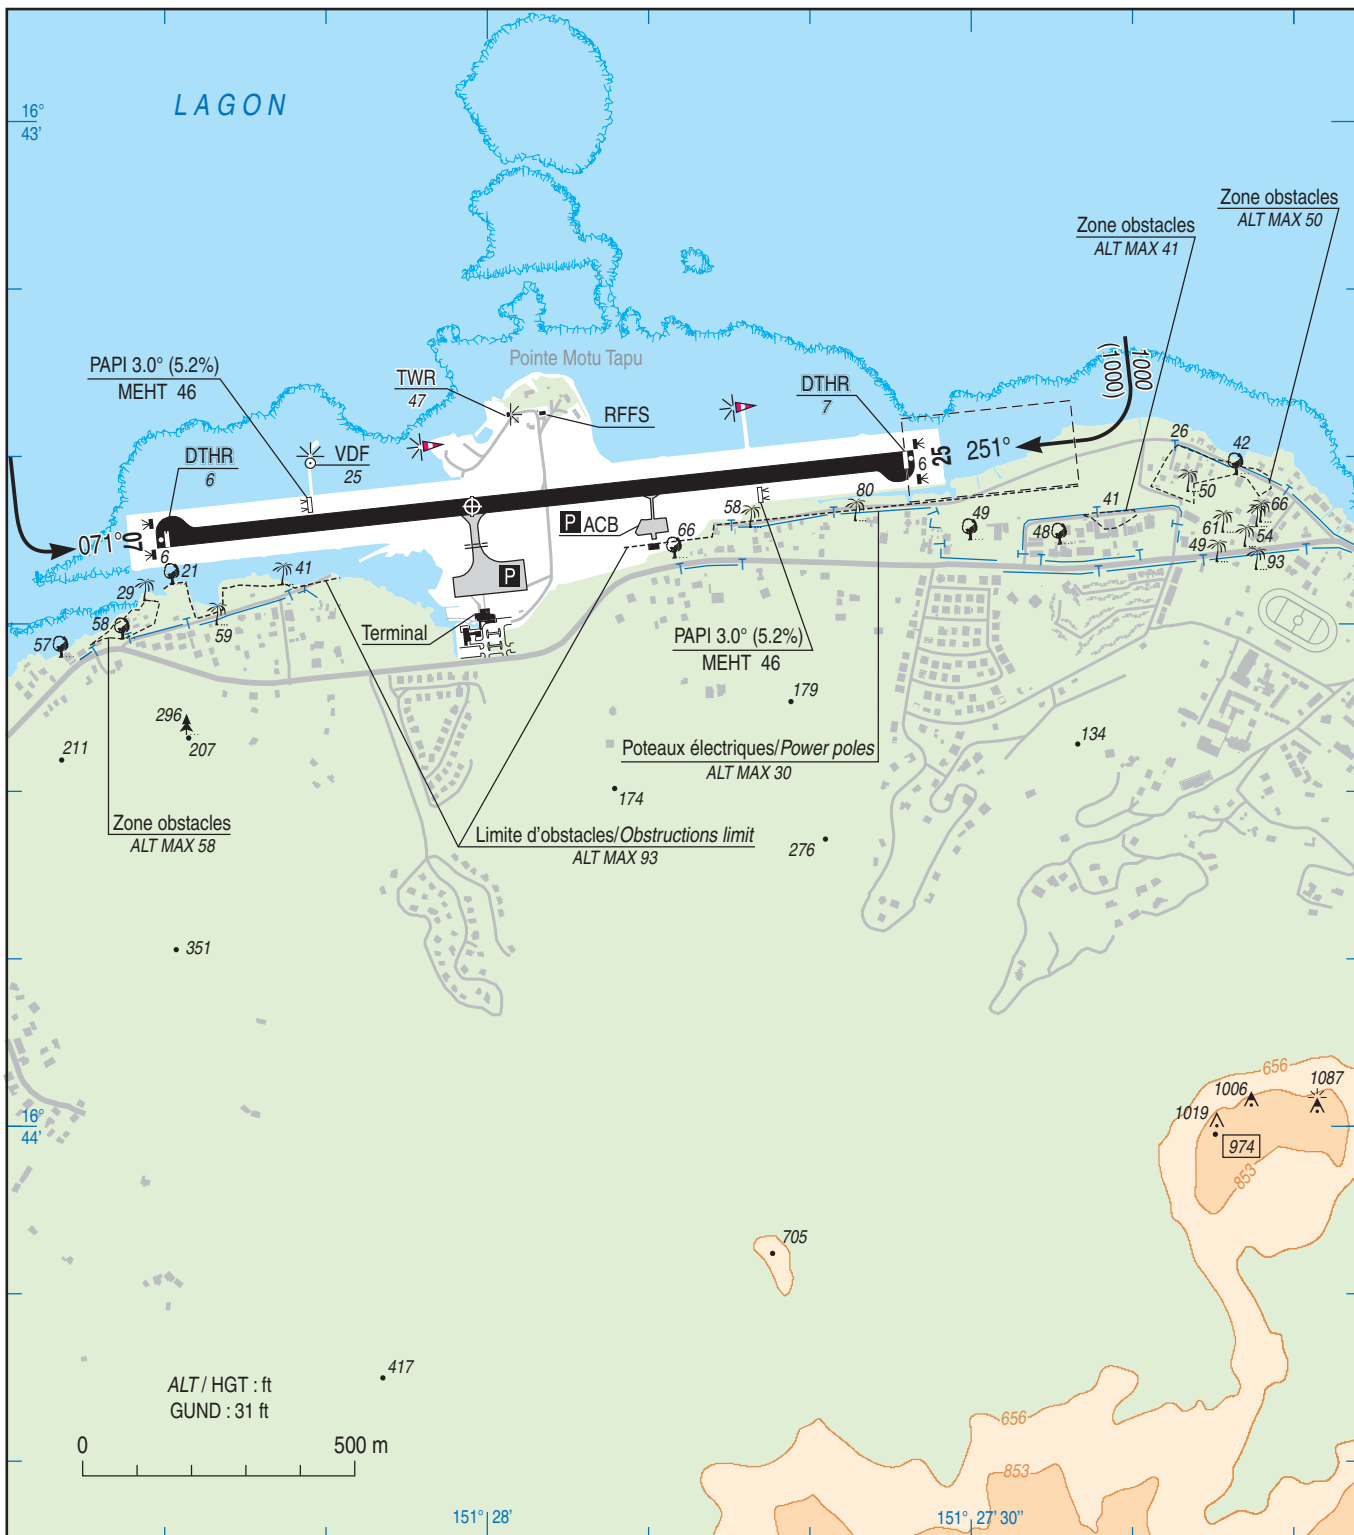 16°
43'
LAGON
Zone obstacles
ALT MAX 50
Zone obstacles
ALT MAX 41
PAPI 3.0° (5.2%)
MEHT 46
Pointe Motu Tapu
TWR
47
RFFS
DTHR
7
1000
(1000)
DTHR
6
VDF
25
251°
25
6
26
42
50
66
61
54
49
93
41
48
49
80
58
66
P ACB
071°
07
6
21
29
41
58
59
57
P
Terminal
PAPI 3.0° (5.2%)
MEHT 46
179
296
207
211
134
Poteaux électriques/Power poles
ALT MAX 30
174
276
Zone obstacles
ALT MAX 58
Limite d'obstacles/Obstructions limit
ALT MAX 93
351
656
1006
1087
1019
974
853
16°
44'
705
417
ALT / HGT : ft
GUND : 31 ft
0 500 m
656
853
151° 28'
151° 27' 30"